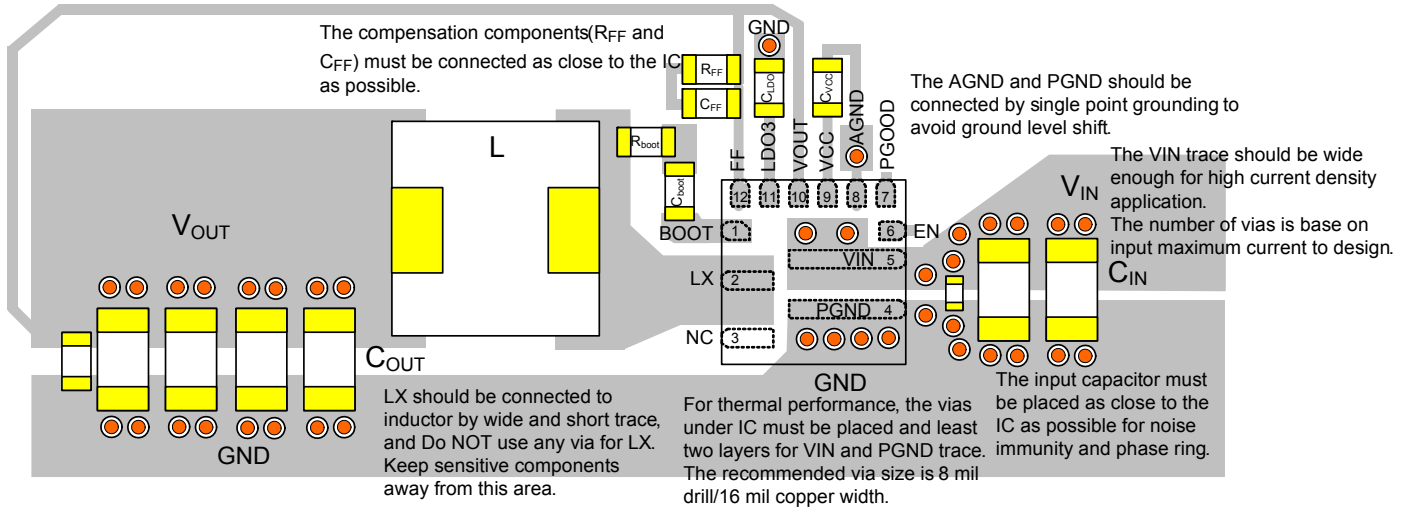 The compensation components(RFF and
CFF) must be connected as close to the IC
as possible.
GND
RFF
CFF
CLDO
CVCC
AGND
PGOOD
The AGND and PGND should be
connected by single point grounding to
avoid ground level shift.
The VIN trace should be wide
enough for high current density
application.
The number of vias is base on
input maximum current to design.
L
Rboot
Cboot
FF
LDO3
VOUT
VCC
12
11
10
9
8
7
VIN
VOUT
BOOT
1
6
EN
VIN
5
LX
2
CIN
PGND
4
NC
3
COUT
GND
GND
LX should be connected to
inductor by wide and short trace,
and Do NOT use any via for LX.
Keep sensitive components
away from this area.
For thermal performance, the vias
under IC must be placed and least
two layers for VIN and PGND trace.
The recommended via size is 8 mil
drill/16 mil copper width.
The input capacitor must
be placed as close to the
IC as possible for noise
immunity and phase ring.